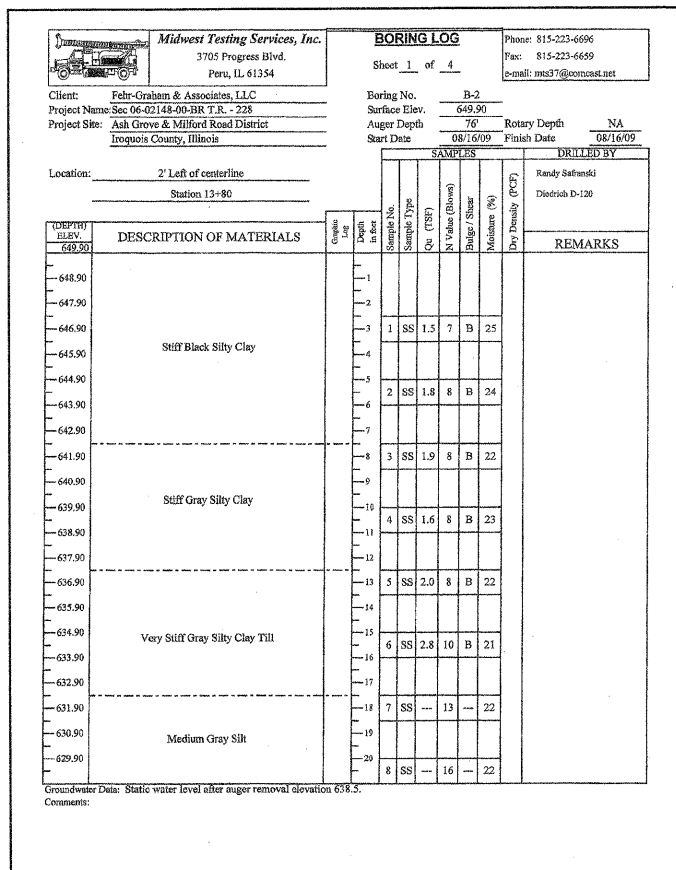 Midwest Testing Services, Inc.
3705 Progress Blvd.
Peru, IL 61354
BORING LOG
Sheet 1 of 4
Phone: 815-223-6696
Fax: 815-223-6659
e-mail: mts37@comcast.net
Client: Fehr-Graham & Associates, LLC
Project Name: Sec 06-02148-00-BR T.R. - 228
Project Site: Ash Grove & Milford Road District
Iroquois County, Illinois
Boring No. B-2
Surface Elev. 649.90
Auger Depth 76' Rotary Depth NA
Start Date 08/16/09 Finish Date 08/16/09
SAMPLES DRILLED BY
Location: 2' Left of centerline
Station 13+80
Randy Safranski
Diedrich D-120
(DEPTH) ELEV. DESCRIPTION OF MATERIALS Graphic Log Depth in feet Sample No. Sample Type Qu (TSF) N Value (Blows) Bulge / Shear Moisture (%) Dry Density (PCF) REMARKS
649.90
648.90 1
647.90 2
646.90 3 1 SS 1.5 7 B 25
Stiff Black Silty Clay
645.90 4
644.90 5
2 SS 1.8 8 B 24
643.90 6
642.90 7
641.90 8 3 SS 1.9 8 B 22
640.90 9
Stiff Gray Silty Clay
639.90 10
4 SS 1.6 8 B 23
638.90 11
637.90 12
636.90 13 5 SS 2.0 8 B 22
635.90 14
634.90 15
Very Stiff Gray Silty Clay Till
6 SS 2.8 10 B 21
633.90 16
632.90 17
631.90 18 7 SS --- 13 --- 22
630.90 19
Medium Gray Silt
629.90 20
8 SS --- 16 --- 22
Groundwater Data: Static water level after auger removal elevation 638.5.
Comments: